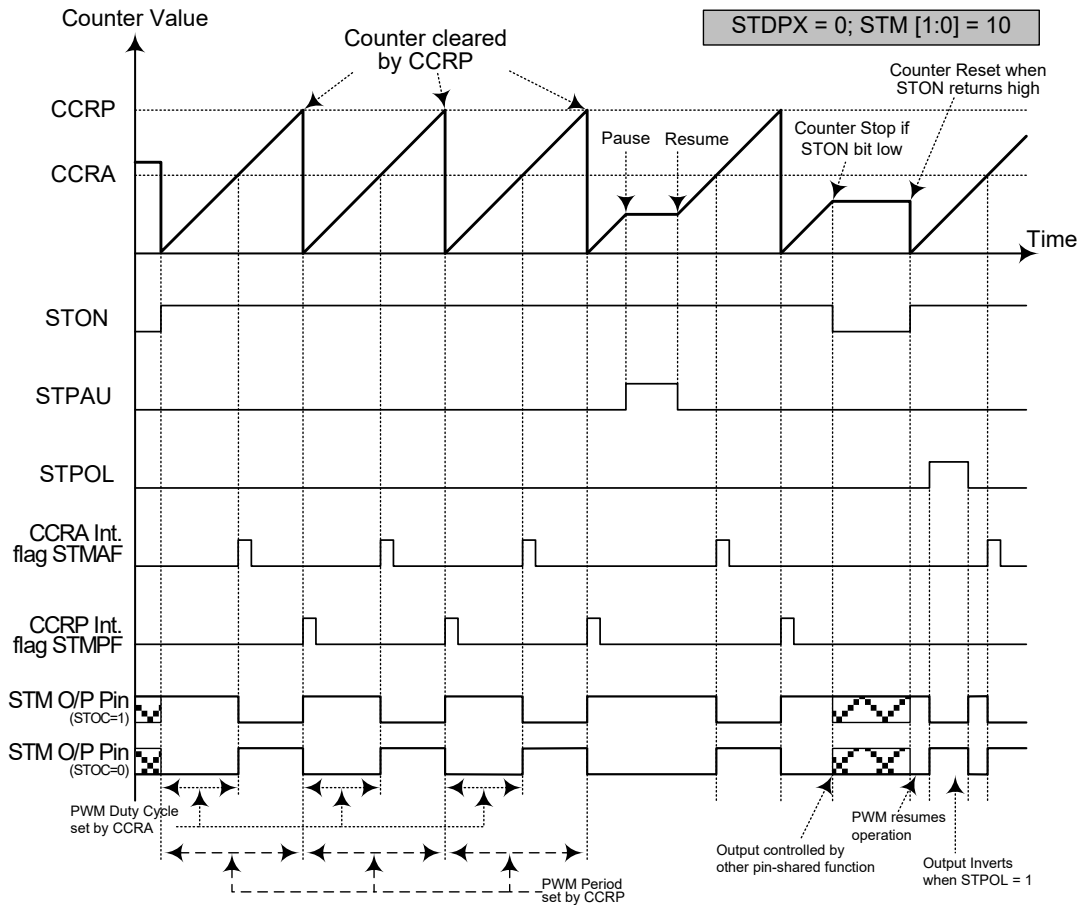 Counter Value
STDPX = 0; STM [1:0] = 10
Counter cleared
by CCRP
Counter Reset when
STON returns high
CCRP
Pause
Resume
Counter Stop if
STON bit low
CCRA
Time
STON
STPAU
STPOL
CCRA Int.
flag STMAF
CCRP Int.
flag STMPF
STM O/P Pin
(STOC=1)
STM O/P Pin
(STOC=0)
PWM Duty Cycle
set by CCRA
PWM resumes
operation
Output controlled by
other pin-shared function
Output Inverts
when STPOL = 1
PWM Period
set by CCRP